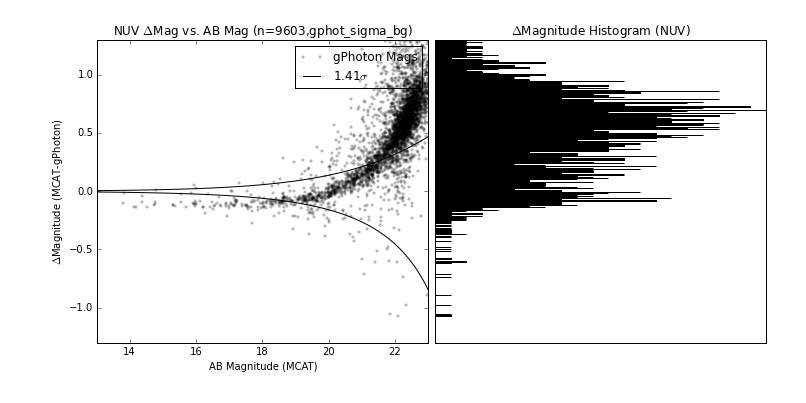 NUV ΔMag vs. AB Mag (n=9603,gphot_sigma_bg)
ΔMagnitude Histogram (NUV)
gPhoton Mags
1.41σ
1.0
0.5
0.0
−0.5
−1.0
ΔMagnitude (MCAT-gPhoton)
14 16 18 20 22
AB Magnitude (MCAT)